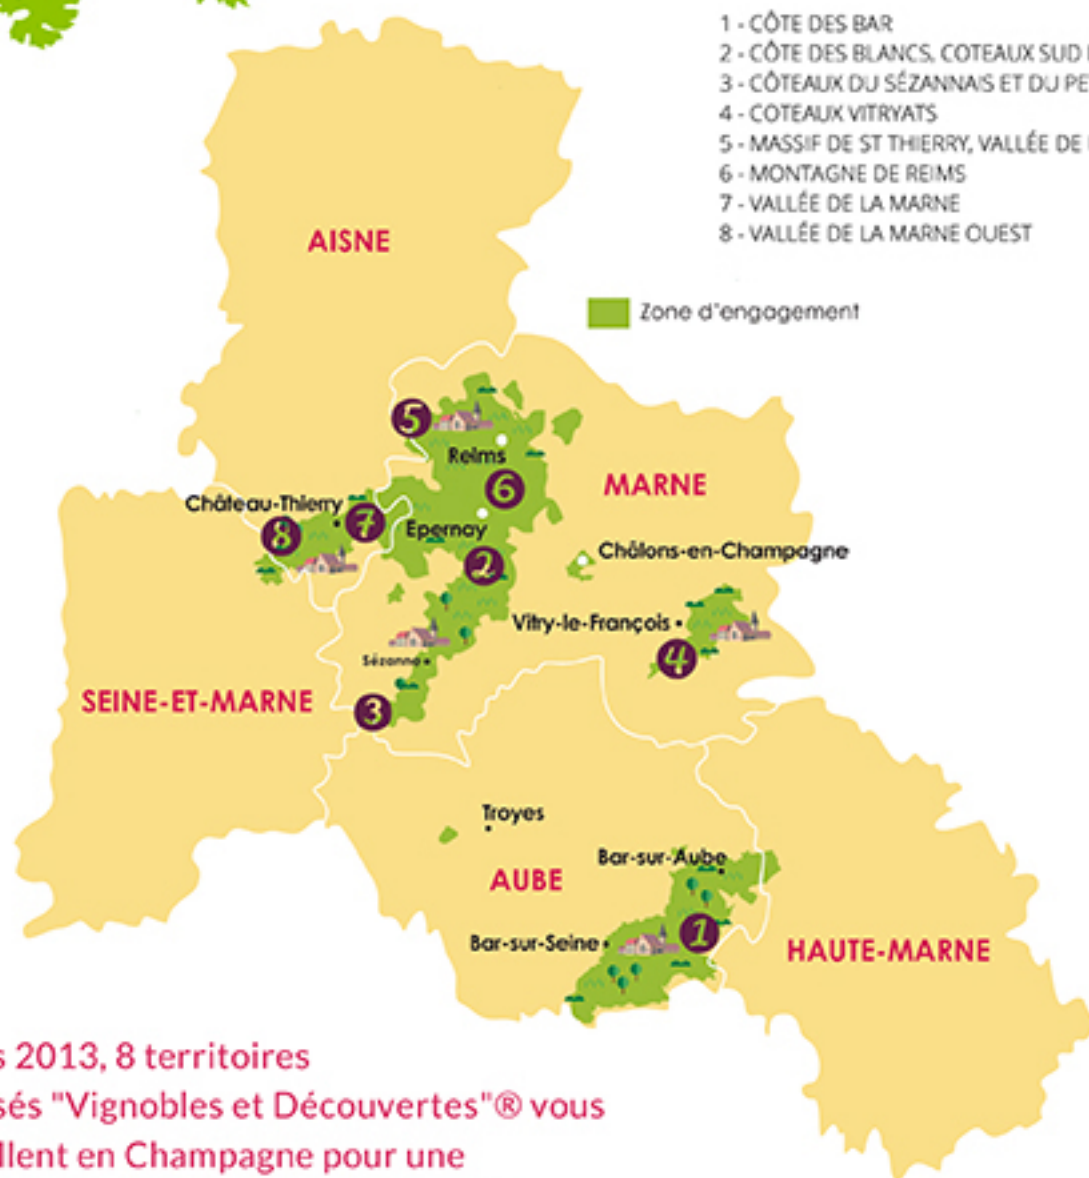 1 - CÔTE DES BAR
2 - CÔTE DES BLANCS, COTEAUX SUD
3 - CÔTEAUX DU SÉZANNAIS ET DU PE
4 - COTEAUX VITRYATS
5 - MASSIF DE ST THIERRY, VALLÉE DE
6 - MONTAGNE DE REIMS
7 - VALLÉE DE LA MARNE
8 - VALLÉE DE LA MARNE OUEST
Zone d'engagement
AISNE
5
Reims
6
MARNE
Château-Thierry
8
7
Epernay
2
Châlons-en-Champagne
Vitry-le-François
4
Sézanne
3
SEINE-ET-MARNE
Troyes
AUBE
Bar-sur-Aube
1
Bar-sur-Seine
HAUTE-MARNE
s 2013, 8 territoires
sés "Vignobles et Découvertes"® vous
llent en Champagne pour une